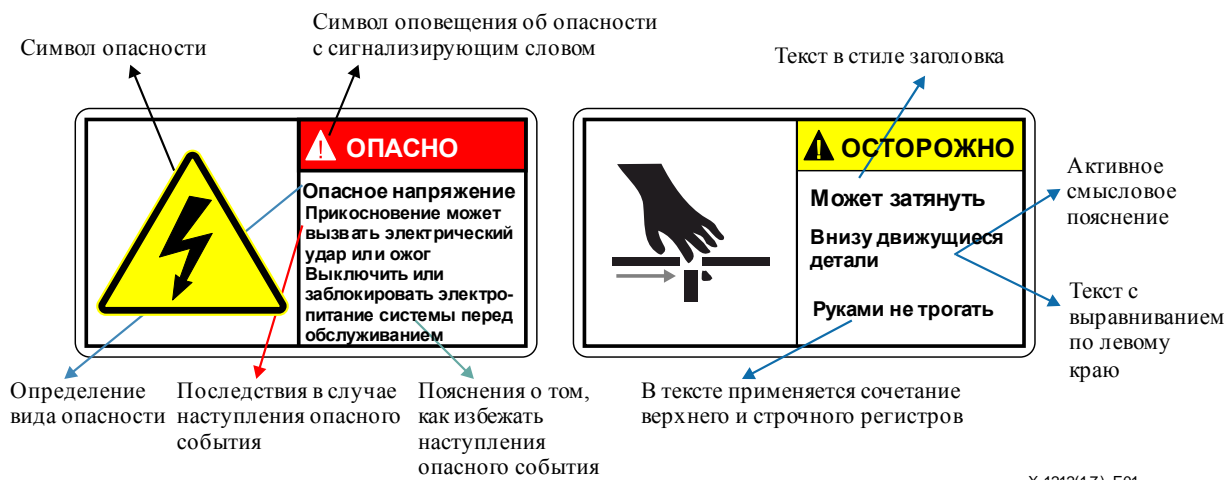 Символ опасности
Символ оповещения об опасности
с сигнализирующим словом
Текст в стиле заголовка
ОПАСНО
Опасное напряжение
Прикосновение может
вызвать электрический
удар или ожог
Выключить или
заблокировать электро-
питание системы перед
обслуживанием
ОСТОРОЖНО
Может затянуть
Внизу движущиеся
детали
Руками не трогать
Активное
смысловое
пояснение
Текст с
выравниванием
по левому
краю
Определение
вида опасности
Последствия в случае
наступления опасного
события
Пояснения о том,
как избежать
наступления
опасного события
В тексте применяется сочетание
верхнего и строчного регистров